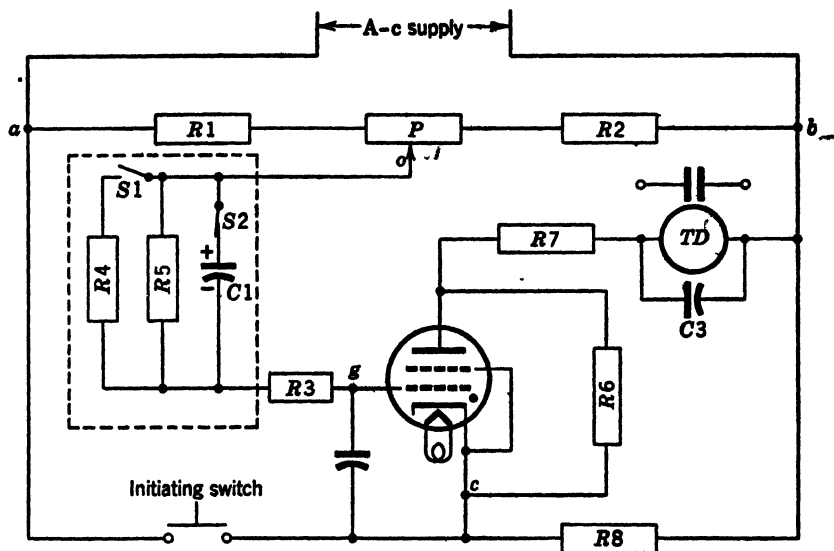 A-c supply
a
R1
P
R2
b
o
S1
S2
TD
R7
R4
R5
+
-
C1
C3
g
R3
R6
c
Initiating switch
R8